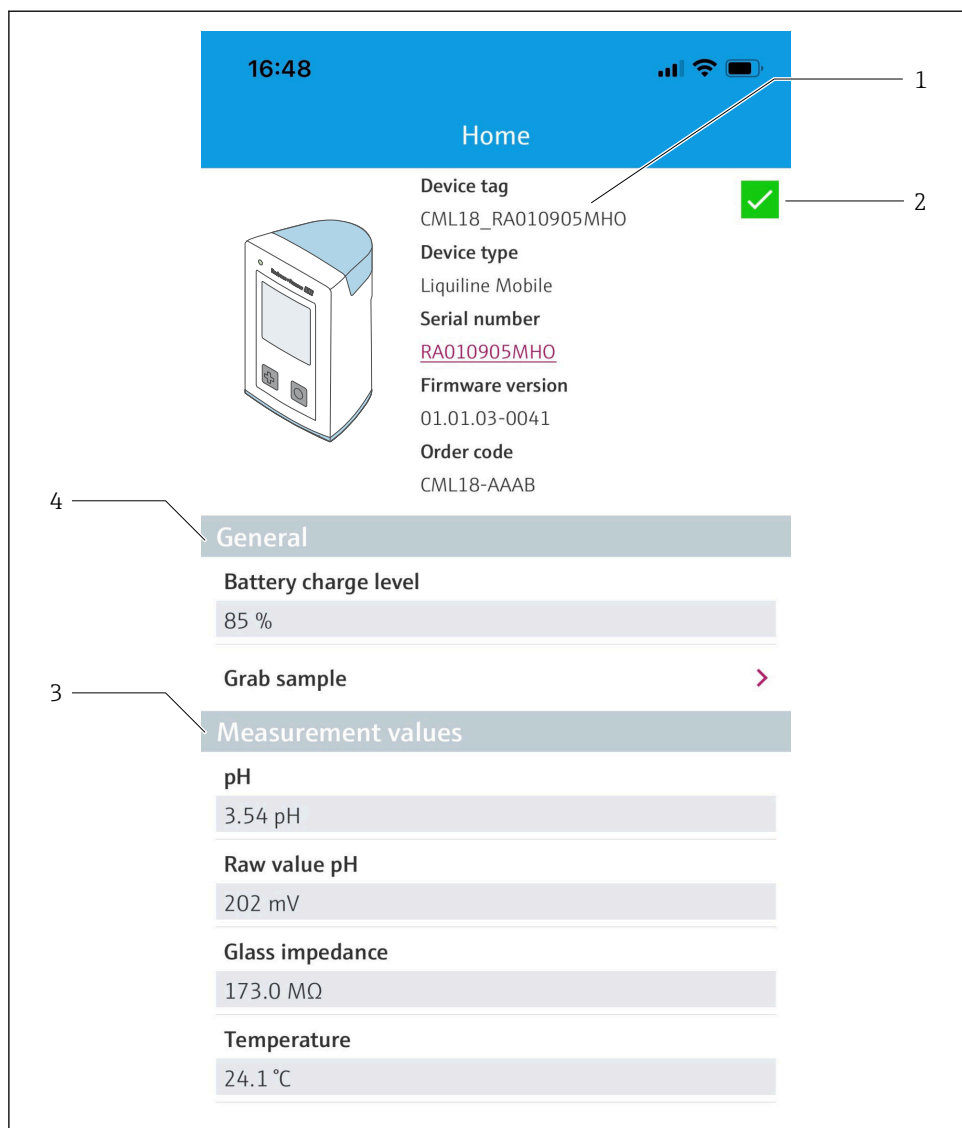 16:48
1
Home
Device tag
CML18_RA010905MHO
2
Device type
Liquiline Mobile
Serial number
RA010905MHO
Firmware version
01.01.03-0041
Order code
CML18-AAAB
4
General
Battery charge level
85 %
Grab sample
3
Measurement values
pH
3.54 pH
Raw value pH
202 mV
Glass impedance
173.0 MΩ
Temperature
24.1 °C